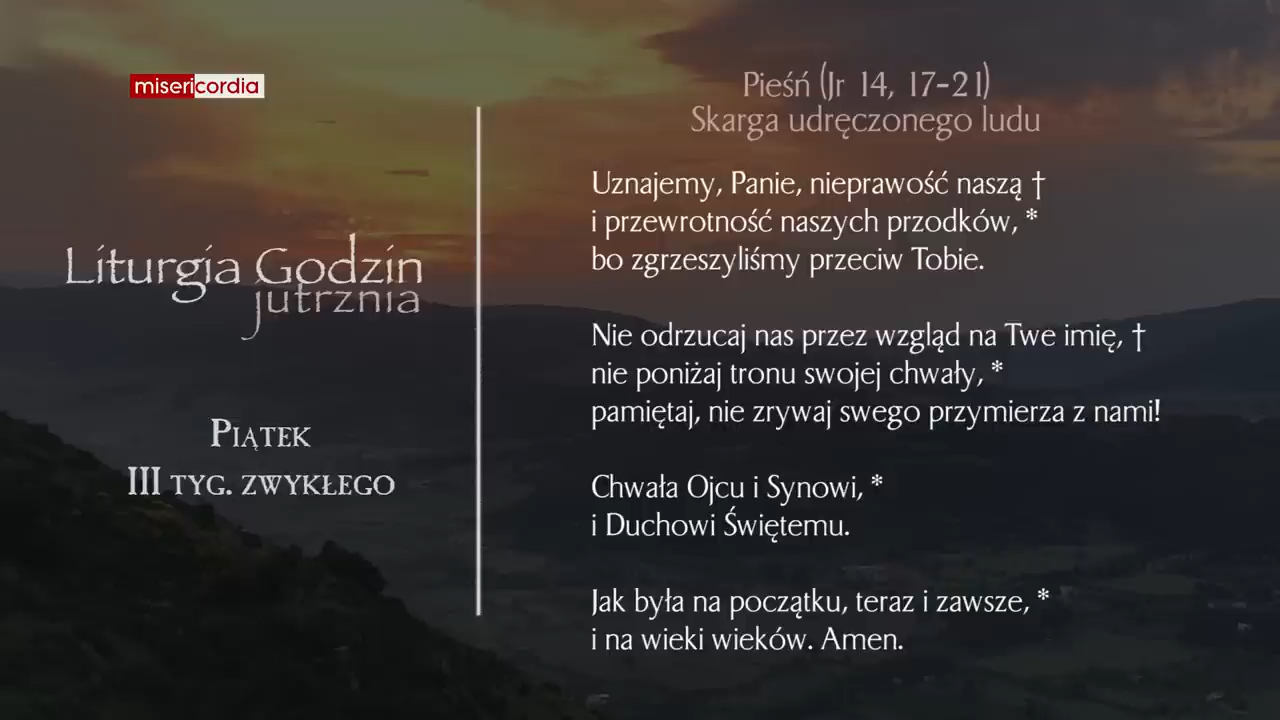 misericordia
Liturgia Godzin
jutrznia
Piątek
III tyg. zwykłego
Pieśń (Jr 14, 17-21)
Skarga udręczonego ludu
Uznajemy, Panie, nieprawość naszą †
i przewrotność naszych przodków, *
bo zgrzeszyliśmy przeciw Tobie.
Nie odrzucaj nas przez wzgląd na Twe imię, †
nie poniżaj tronu swojej chwały, *
pamiętaj, nie zrywaj swego przymierza z nami!
Chwała Ojcu i Synowi, *
i Duchowi Świętemu.
Jak była na początku, teraz i zawsze, *
i na wieki wieków. Amen.